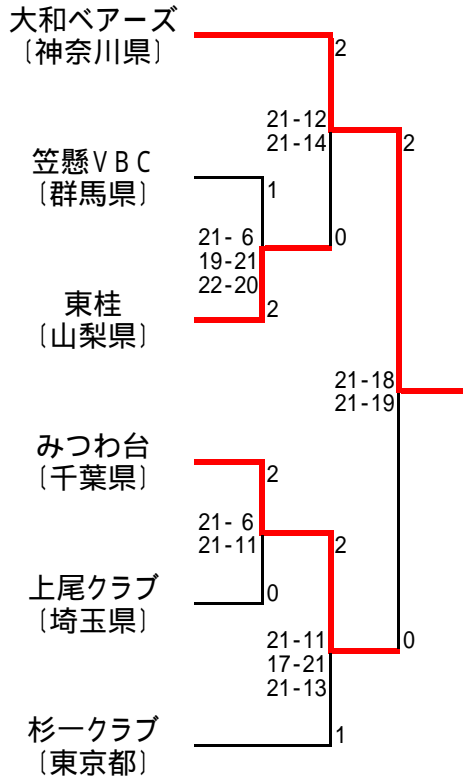 大和ベアーズ
〔神奈川県〕
2
21-12
21-14
2
笠懸VBC
〔群馬県〕
1
21- 6
19-21
22-20
0
東桂
〔山梨県〕
2
21-18
21-19
みつわ台
〔千葉県〕
2
21- 6
21-11
2
上尾クラブ
〔埼玉県〕
0
21-11
17-21
21-13
0
杉一クラブ
〔東京都〕
1